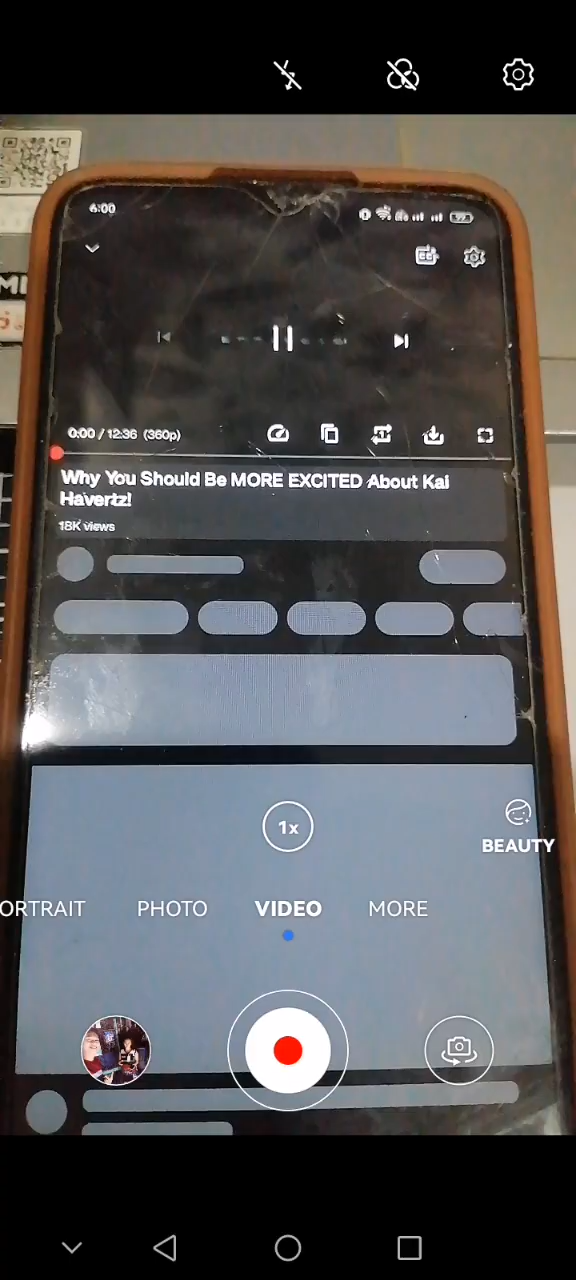 6:00
0:00 / 12:36 (360p)
Why You Should Be MORE EXCITED About Kai
Havertz!
18K views
1x
BEAUTY
ORTRAIT PHOTO VIDEO MORE